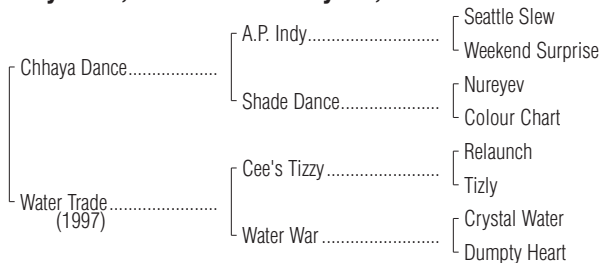 Seattle Slew
A.P. Indy
Weekend Surprise
Chhaya Dance
Nureyev
Shade Dance
Colour Chart
Relaunch
Cee's Tizzy
Tizly
Water Trade
(1997)
Crystal Water
Water War
Dumpty Heart